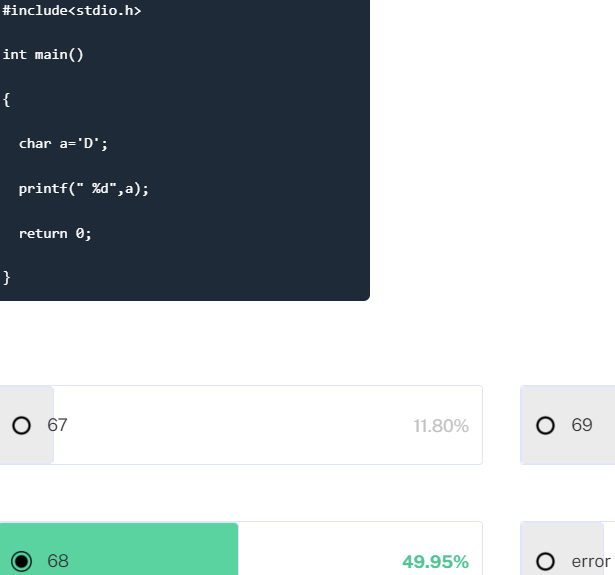 #include<stdio.h>
int main()
{
char a='D';
printf(" %d",a);
return 0;
}
67 11.80% 69
68 49.95% error